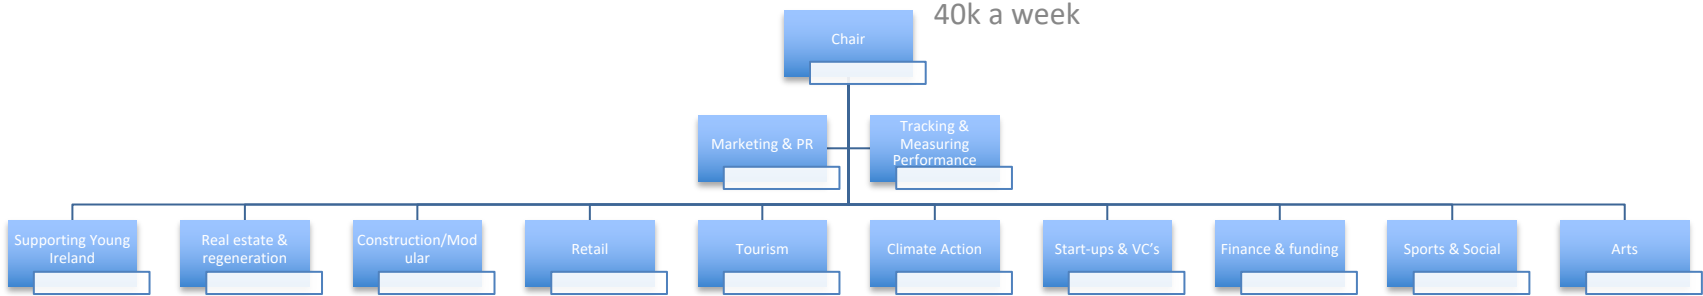 40k a week
Chair
Marketing & PR
Tracking &
Measuring
Performance
Supporting Young
Ireland
Real estate &
regeneration
Construction/Mod
ular
Retail
Tourism
Climate Action
Start-ups & VC’s
Finance & funding
Sports & Social
Arts